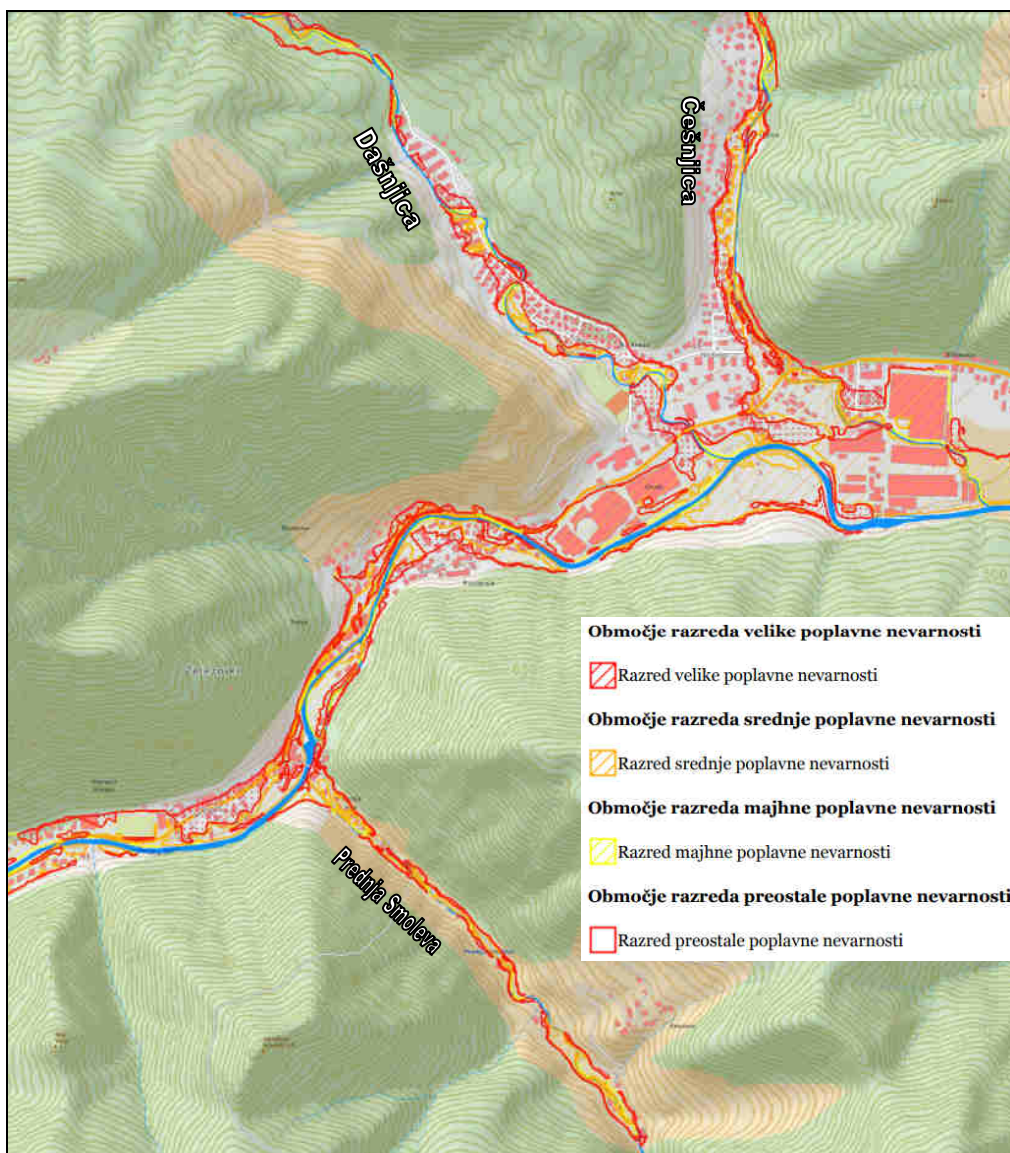 Dašnjica
Češnjica
Prednja Smoleva
Območje razreda velike poplavne nevarnosti
Razred velike poplavne nevarnosti
Območje razreda srednje poplavne nevarnosti
Razred srednje poplavne nevarnosti
Območje razreda majhne poplavne nevarnosti
Razred majhne poplavne nevarnosti
Območje razreda preostale poplavne nevarnosti
Razred preostale poplavne nevarnosti